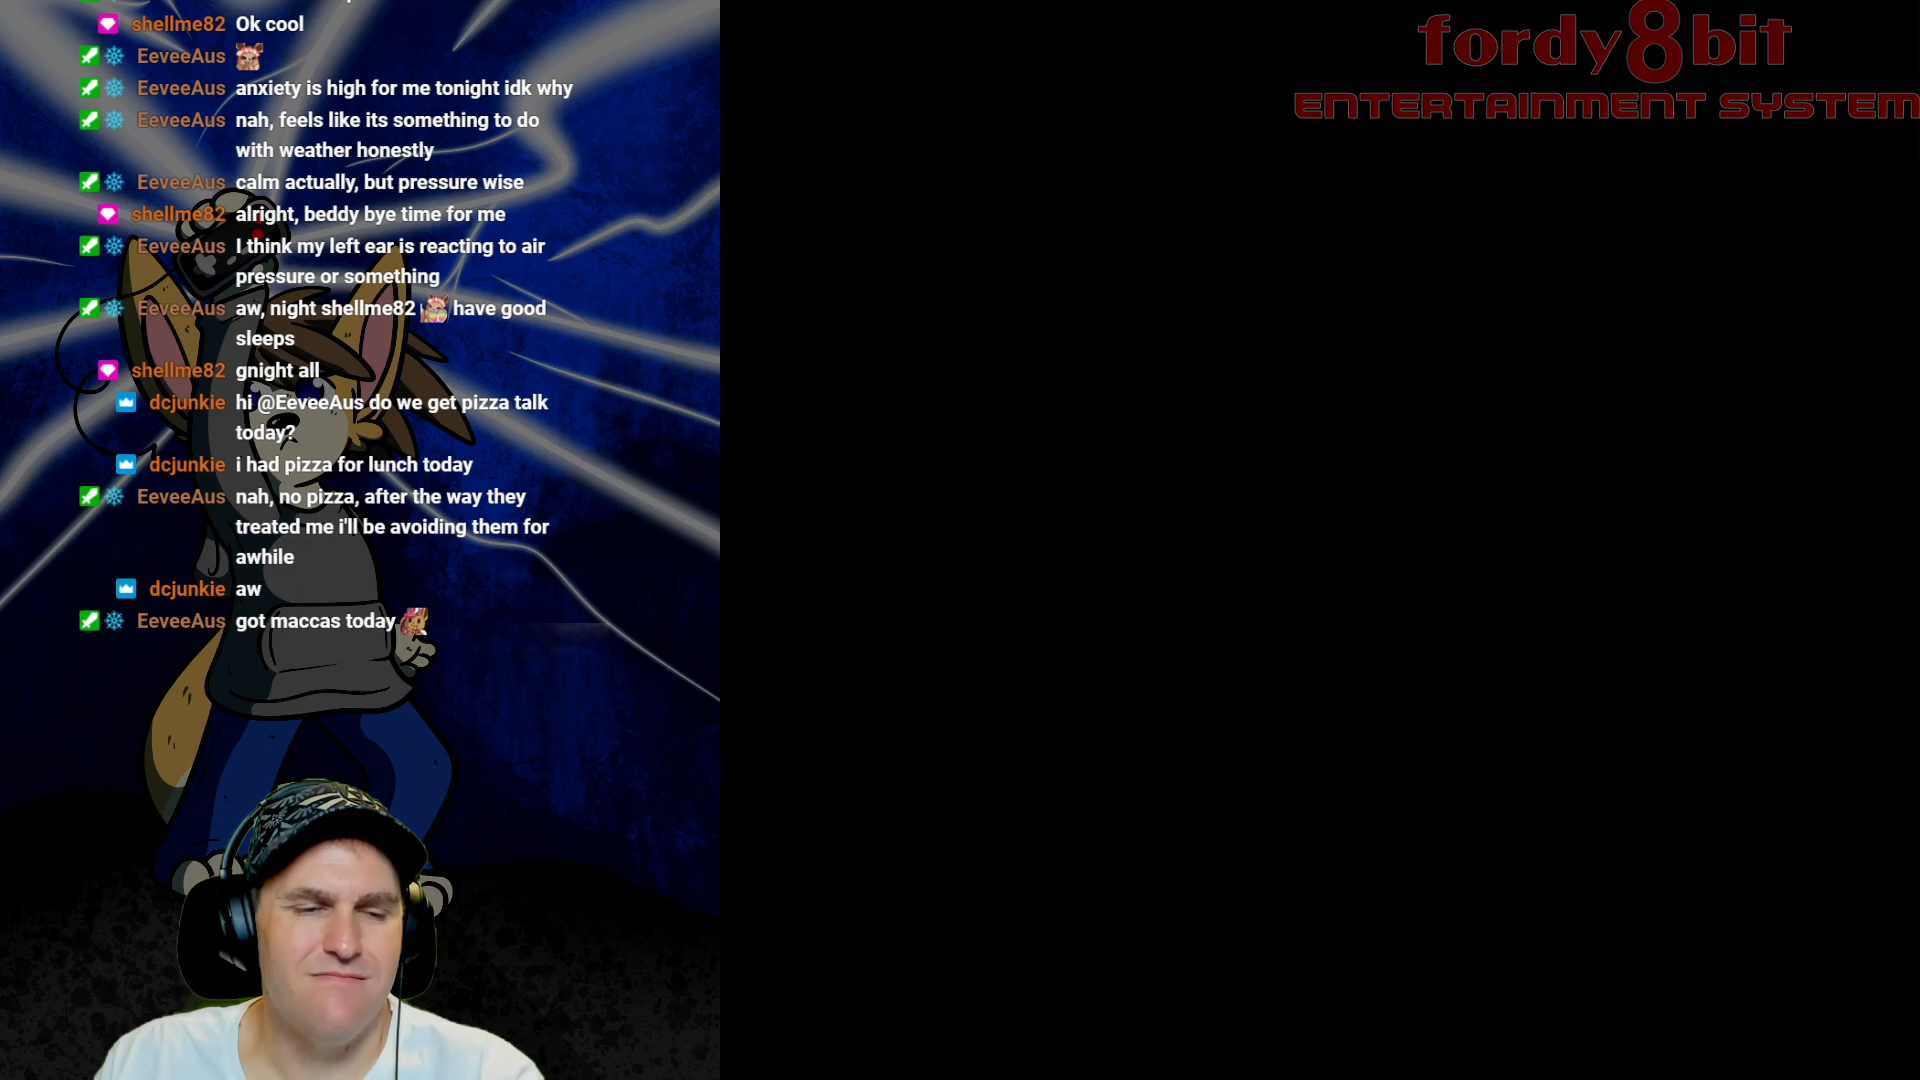 shellme82 Ok cool
EeveeAus
EeveeAus anxiety is high for me tonight idk why
EeveeAus nah, feels like its something to do
with weather honestly
EeveeAus calm actually, but pressure wise
shellme82 alright, beddy bye time for me
EeveeAus I think my left ear is reacting to air
pressure or something
EeveeAus aw, night shellme82 have good
sleeps
shellme82 gnight all
dcjunkie hi @EeveeAus do we get pizza talk
today?
dcjunkie i had pizza for lunch today
EeveeAus nah, no pizza, after the way they
treated me i'll be avoiding them for
awhile
dcjunkie aw
EeveeAus got maccas today
fordy8bit
ENTERTAINMENT SYSTEM